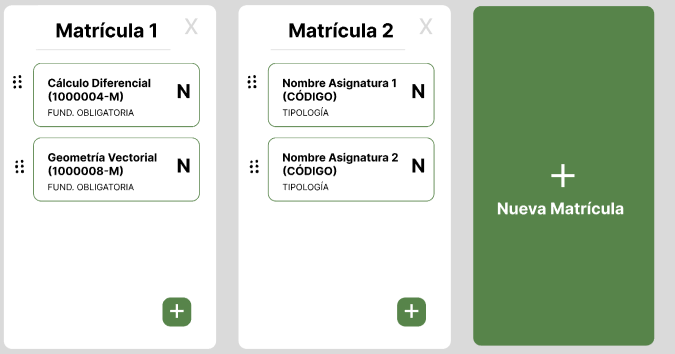 Matrícula 1
X
Cálculo Diferencial
(1000004-M)
N
FUND. OBLIGATORIA
Geometría Vectorial
(1000008-M)
N
FUND. OBLIGATORIA
+
Matrícula 2
X
Nombre Asignatura 1
(CÓDIGO)
N
TIPOLOGÍA
Nombre Asignatura 2
(CÓDIGO)
N
TIPOLOGÍA
+
+
Nueva Matrícula